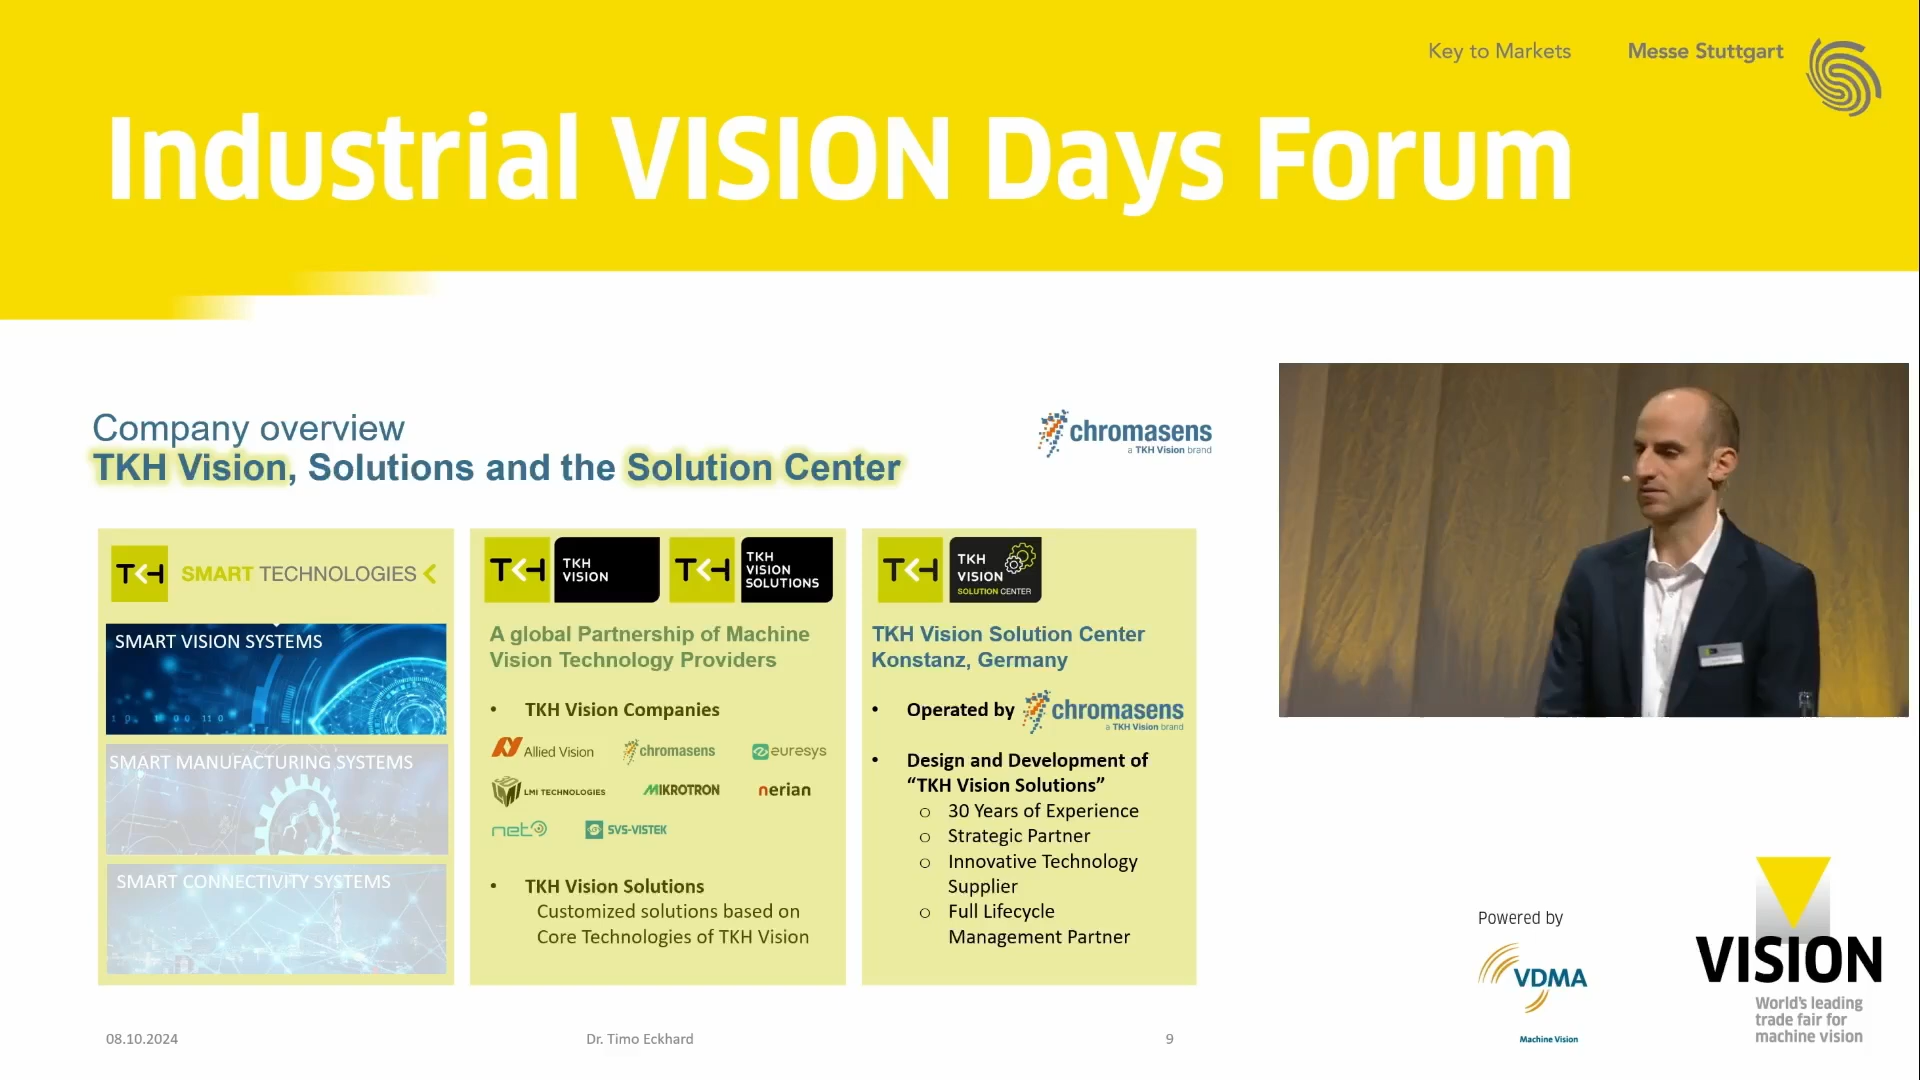 Key to Markets
Messe Stuttgart
Industrial VISION Days Forum
Company overview
TKH Vision, Solutions and the Solution Center
chromasens
a TKH Vision brand
TKH SMART TECHNOLOGIES
SMART VISION SYSTEMS
SMART MANUFACTURING SYSTEMS
SMART CONNECTIVITY SYSTEMS
TKH
TKH
VISION
TKH
TKH
VISION
SOLUTIONS
A global Partnership of Machine
Vision Technology Providers
• TKH Vision Companies
Allied Vision
chromasens
euresys
LMI TECHNOLOGIES
MIKROTRON
nerian
net
SVS-VISTEK
• TKH Vision Solutions
Customized solutions based on
Core Technologies of TKH Vision
TKH
TKH
VISION
SOLUTION CENTER
TKH Vision Solution Center
Konstanz, Germany
• Operated by chromasens
a TKH Vision brand
• Design and Development of
“TKH Vision Solutions”
o 30 Years of Experience
o Strategic Partner
o Innovative Technology
Supplier
o Full Lifecycle
Management Partner
08.10.2024
Dr. Timo Eckhard
9
Powered by
VDMA
Machine Vision
VISION
World's leading
trade fair for
machine vision